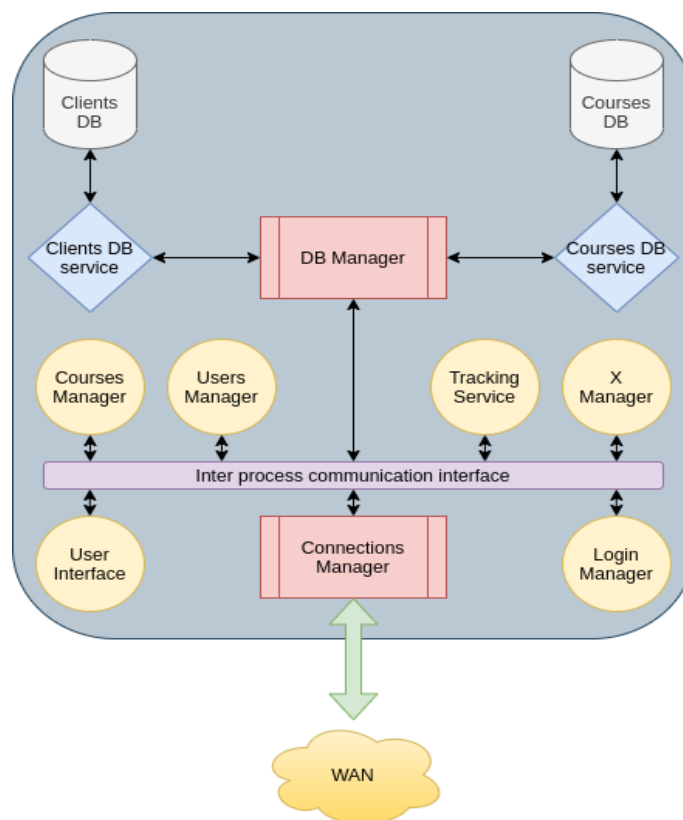 Clients
DB
Courses
DB
Clients DB
service
DB Manager
Courses DB
service
Courses
Manager
Users
Manager
Tracking
Service
X
Manager
Inter process communication interface
User
Interface
Connections
Manager
Login
Manager
WAN